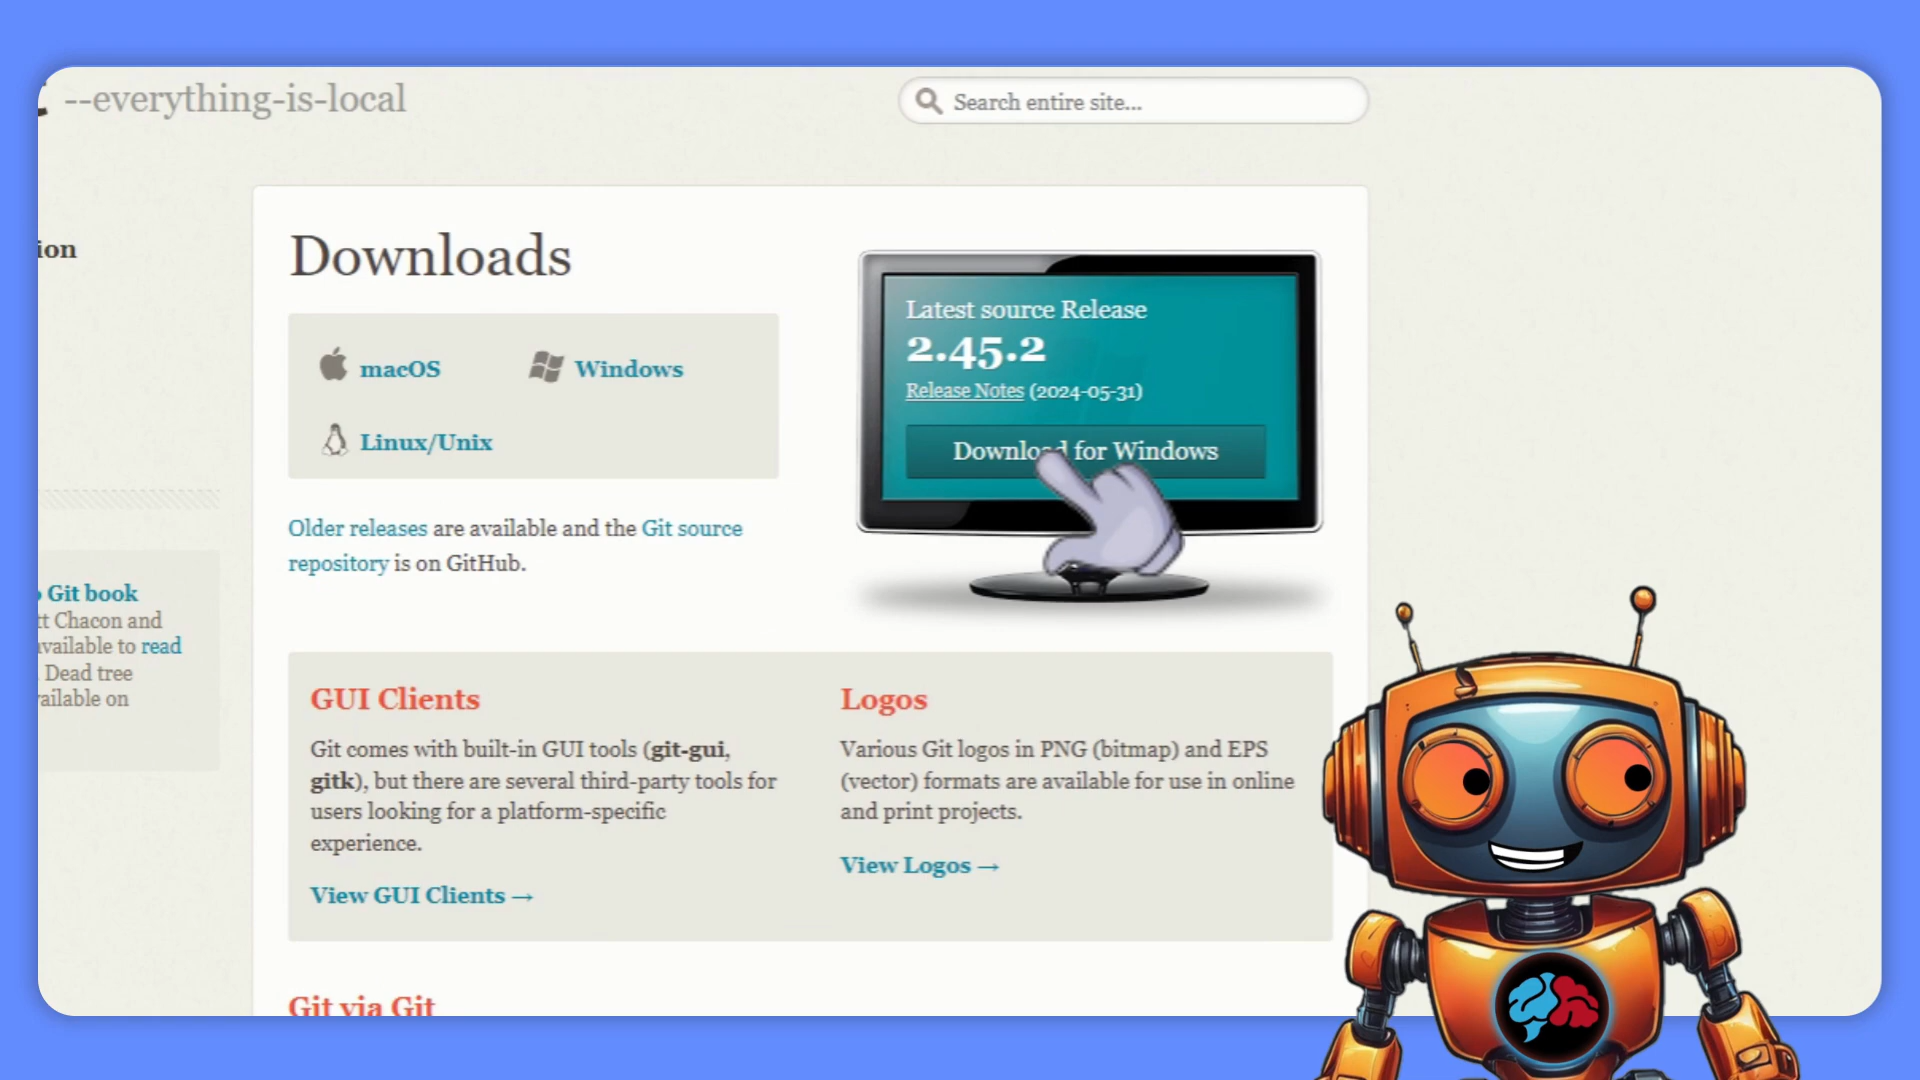 --everything-is-local
Search entire site...
ion
Git book
tt Chacon and
vailable to read
. Dead tree
ailable on
Downloads
macOS
Windows
Linux/Unix
Older releases are available and the Git source
repository is on GitHub.
Latest source Release
2.45.2
Release Notes (2024-05-31)
Download for Windows
GUI Clients
Git comes with built-in GUI tools (git-gui,
gitk), but there are several third-party tools for
users looking for a platform-specific
experience.
View GUI Clients →
Logos
Various Git logos in PNG (bitmap) and EPS
(vector) formats are available for use in online
and print projects.
View Logos →
Git via Git